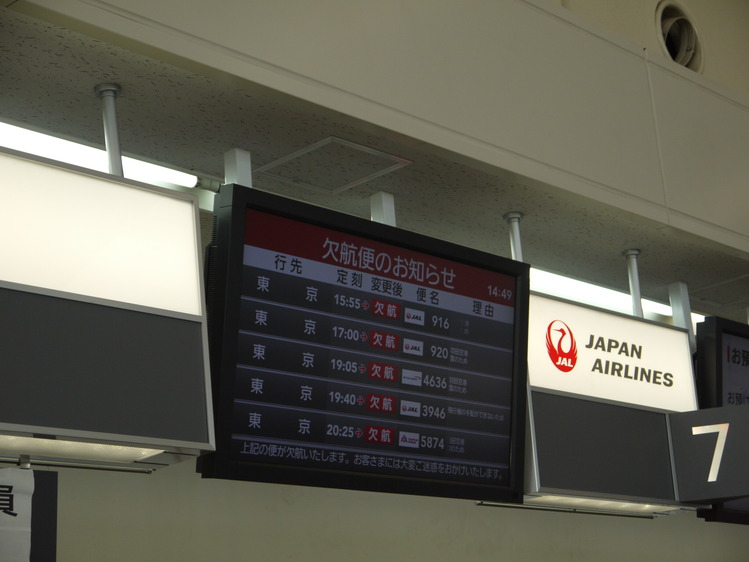 欠航便のお知らせ
14:49
行先 定刻 変更後 便名 理由
東京 15:55 欠航 JAL 916
東京 17:00 欠航 JAL 920
東京 19:05 欠航 4636
東京 19:40 欠航 JAL 3946
東京 20:25 欠航 5874
上記の便が欠航いたします。お客さまには大変ご迷惑をおかけいたします。
JAL
JAPAN
AIRLINES
7
員